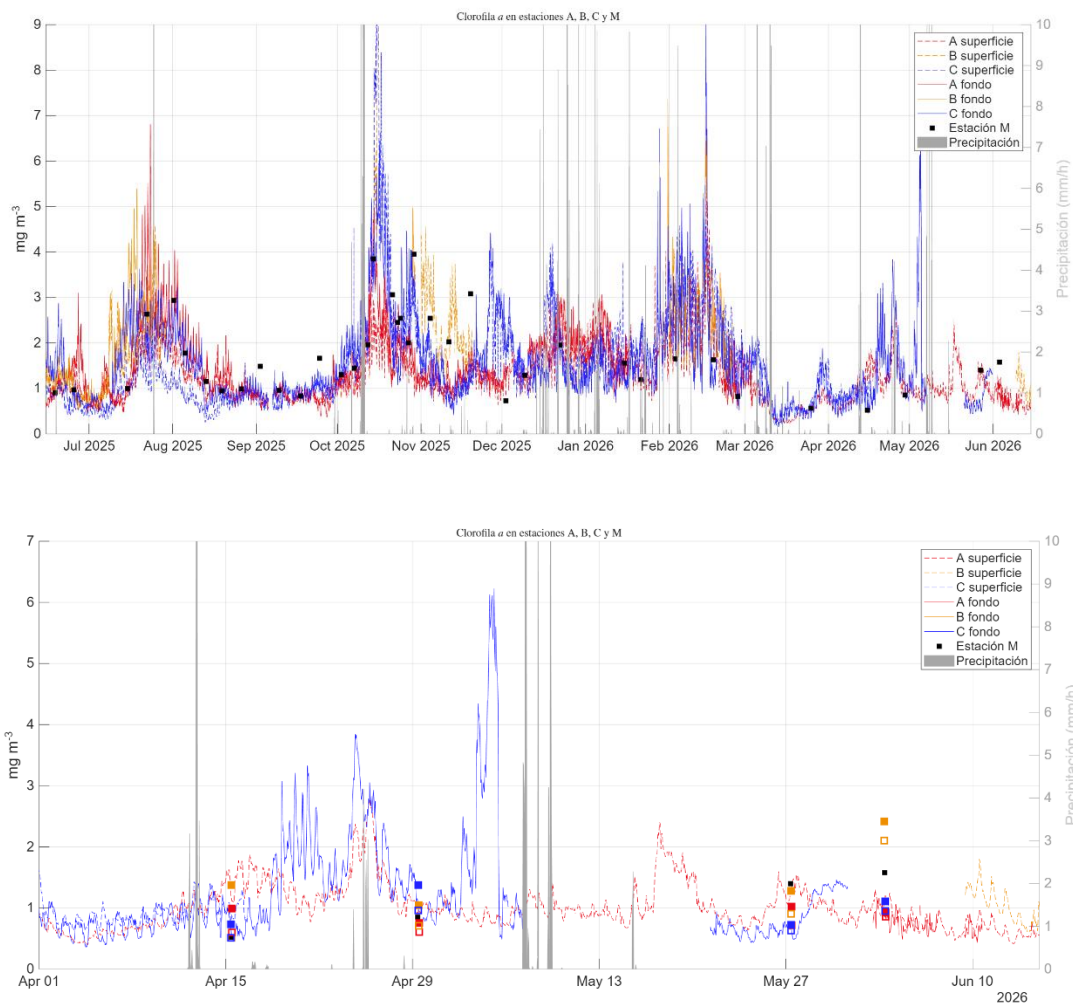 Clorofila a en estaciones A, B, C y M
9
8
7
6
5
4
3
2
1
0
mg m-3
10
9
8
7
6
5
4
3
2
1
0
Precipitación (mm/h)
A superficie
B superficie
C superficie
A fondo
B fondo
C fondo
Estación M
Precipitación
Jul 2025 Aug 2025 Sep 2025 Oct 2025 Nov 2025 Dec 2025 Jan 2026 Feb 2026 Mar 2026 Apr 2026 May 2026 Jun 2026
Clorofila a en estaciones A, B, C y M
7
6
5
4
3
2
1
0
mg m-3
10
9
8
7
6
5
4
3
2
1
0
Precipitación (mm/h)
A superficie
B superficie
C superficie
A fondo
B fondo
C fondo
Estación M
Precipitación
Apr 01 Apr 15 Apr 29 May 13 May 27 Jun 10
2026